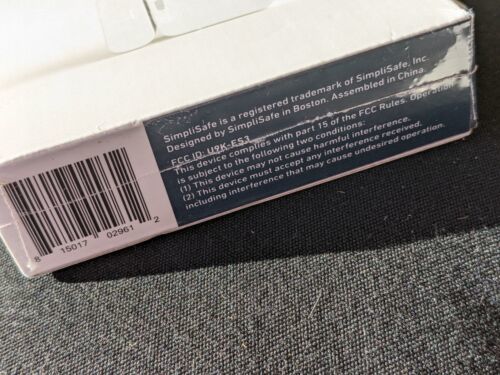 SimpliSafe is a registered trademark of SimpliSafe, Inc.
Designed by SimpliSafe in Boston. Assembled in China.
FCC ID: U9K-ES3
This device complies with part 15 of the FCC Rules. Operation
is subject to the following two conditions:
(1) This device may not cause harmful interference.
(2) This device must accept any interference received,
including interference that may cause undesired operation.
8 15017 02961 2